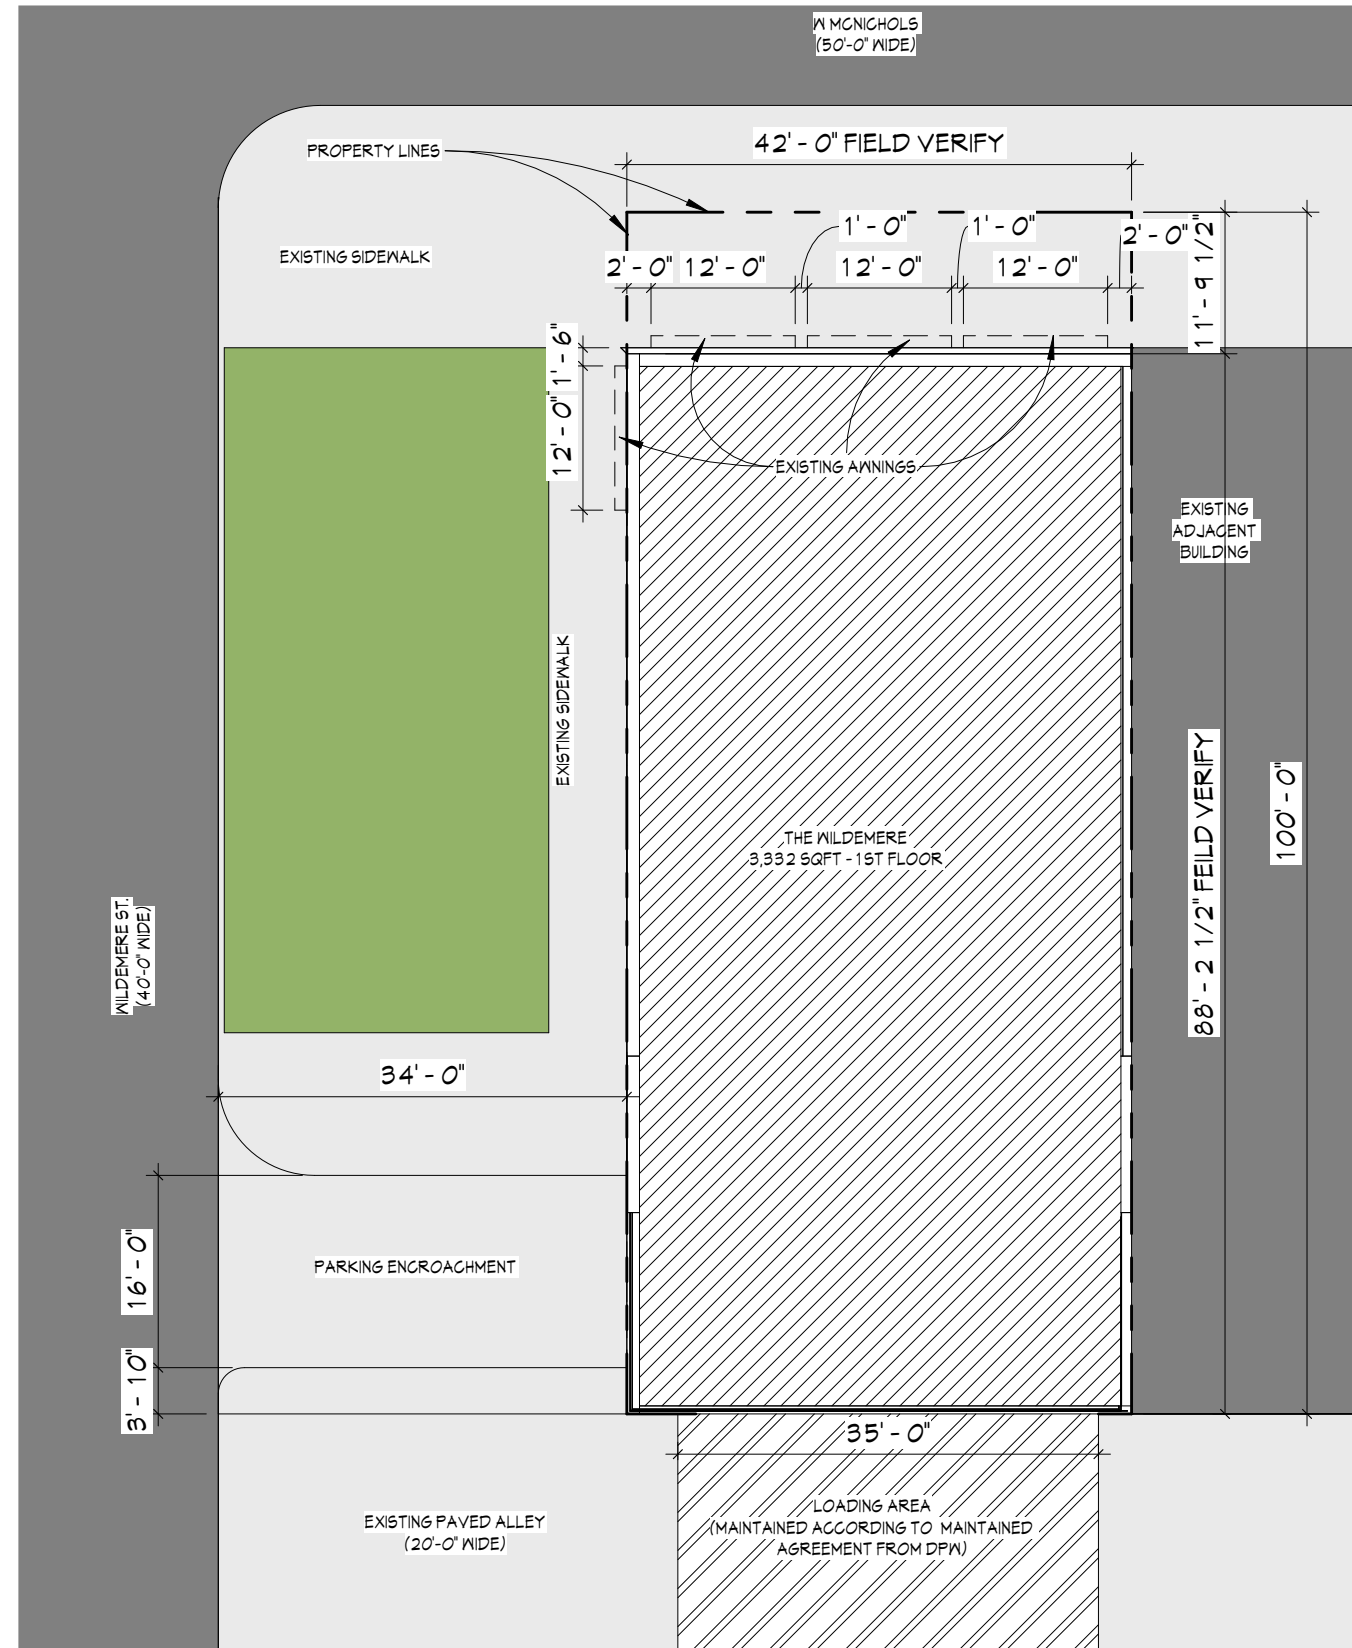 W MCNICHOLS
(50'-0" WIDE)
42' - 0" FIELD VERIFY
PROPERTY LINES
1' - 0"
1' - 0"
2' - 0"
11' - 9 1/2"
EXISTING SIDEWALK
2' - 0"
12' - 0"
12' - 0"
12' - 0"
1' - 6"
12' - 0"
EXISTING AWNINGS
EXISTING
ADJACENT
BUILDING
EXISTING SIDEWALK
THE WILDEMERE
3,332 SQFT - 1ST FLOOR
88' - 2 1/2" FEILD VERIFY
100' - 0"
WILDEMERE ST.
(40'-0" WIDE)
34' - 0"
16' - 0"
PARKING ENCROACHMENT
3' - 10"
35' - 0"
EXISTING PAVED ALLEY
(20'-0" WIDE)
LOADING AREA
(MAINTAINED ACCORDING TO MAINTAINED
AGREEMENT FROM DPW)